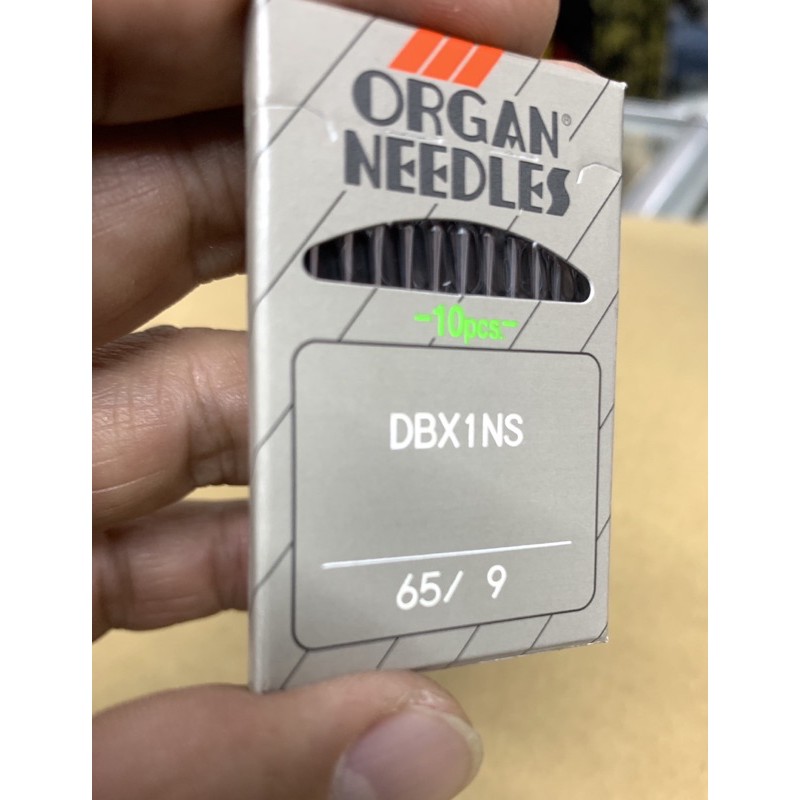 ORGAN®
NEEDLES
-10pcs.-
DBX1NS
65/ 9